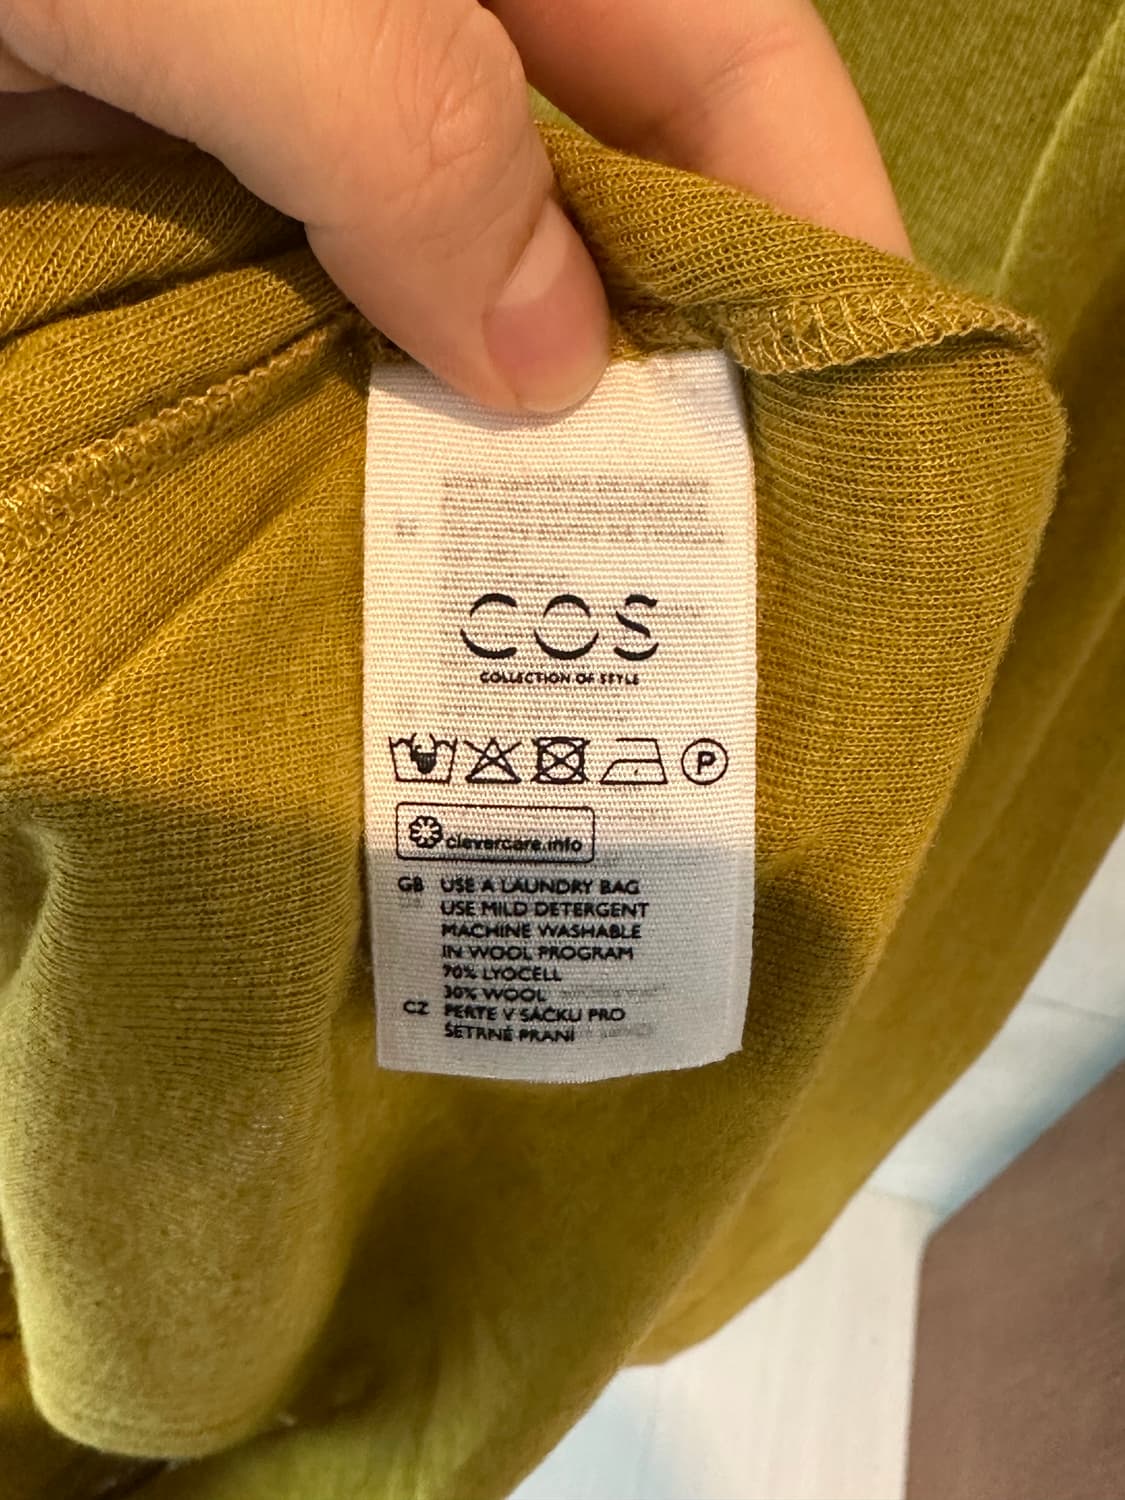 COS
COLLECTION OF STYLE
P
clevercare.info
GB USE A LAUNDRY BAG
USE MILD DETERGENT
MACHINE WASHABLE
IN WOOL PROGRAM
70% LYOCELL
30% WOOL
CZ PERTE V SÁČKU PRO
ŠETRNÉ PRANÍ